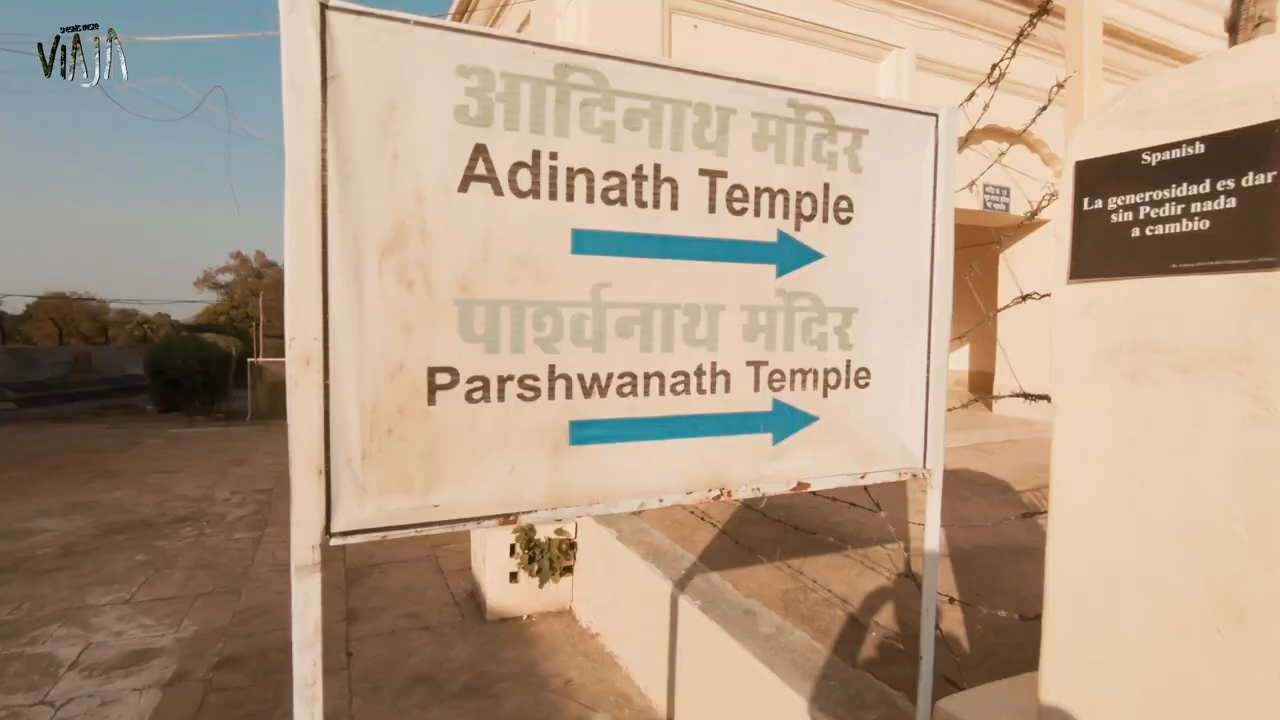 VIAJA
आदिनाथ मंदिर
Adinath Temple
पार्श्वनाथ मंदिर
Parshwanath Temple
Spanish
La generosidad es dar
sin Pedir nada
a cambio